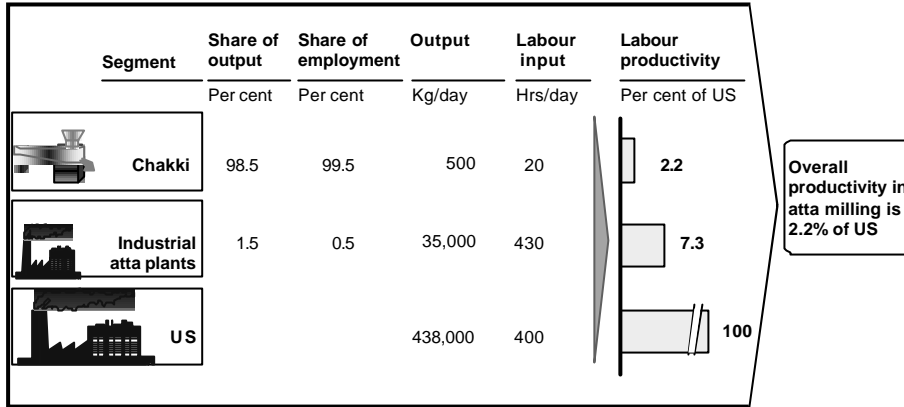 Segment
Share of output
Share of employment
Output
Labour input
Labour productivity
Per cent
Per cent
Kg/day
Hrs/day
Per cent of US
Chakki 98.5 99.5 500 20 2.2
Industrial atta plants 1.5 0.5 35,000 430 7.3
US 438,000 400 100
Overall
productivity in
atta milling is
2.2% of US